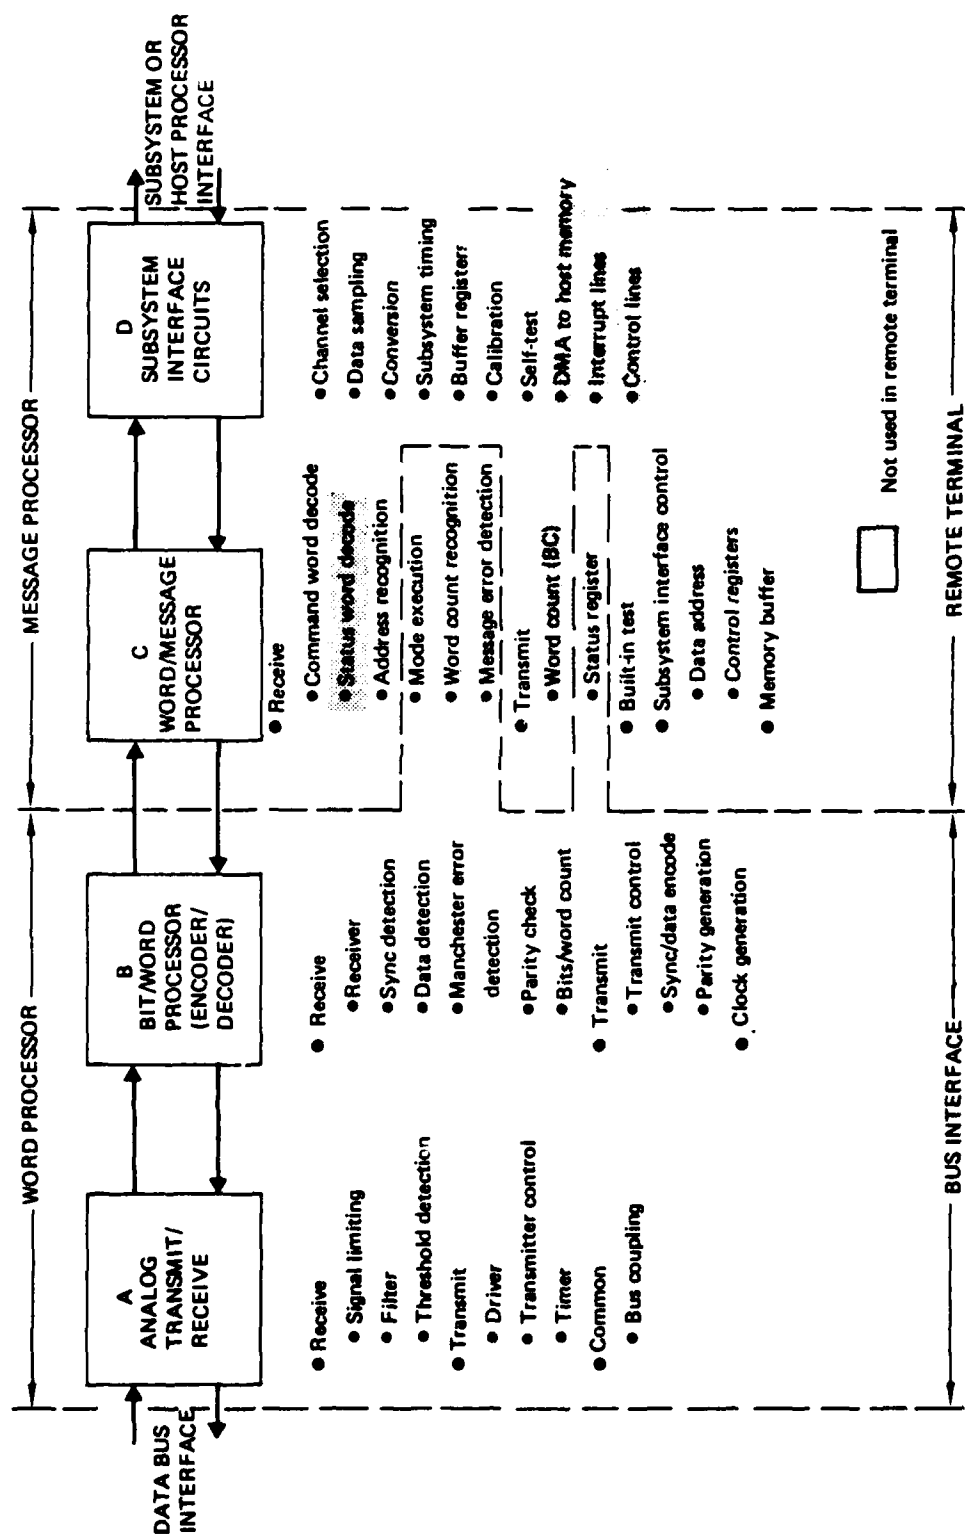 WORD PROCESSOR
MESSAGE PROCESSOR
DATA BUS
INTERFACE
A
ANALOG
TRANSMIT/
RECEIVE
B
BIT/WORD
PROCESSOR
(ENCODER/
DECODER)
C
WORD/MESSAGE
PROCESSOR
D
SUBSYSTEM
INTERFACE
CIRCUITS
SUBSYSTEM OR
HOST PROCESSOR
INTERFACE
● Receive
● Signal limiting
● Filter
● Threshold detection
● Transmit
● Driver
● Transmitter control
● Timer
● Common
● Bus coupling
● Receive
● Receiver
● Sync detection
● Data detection
● Manchester error
detection
● Parity check
● Bits/word count
● Transmit
● Transmit control
● Sync/data encode
● Parity generation
● Clock generation
● Receive
● Command word decode
● Status word decode
● Address recognition
● Mode execution
● Word count recognition
● Message error detection
● Transmit
● Word count (BC)
● Status register
● Built-in test
● Subsystem interface control
● Data address
● Control registers
● Memory buffer
● Channel selection
● Data sampling
● Conversion
● Subsystem timing
● Buffer registers
● Calibration
● Self-test
● DMA to host memory
● Interrupt lines
● Control lines
Not used in remote terminal
BUS INTERFACE
REMOTE TERMINAL